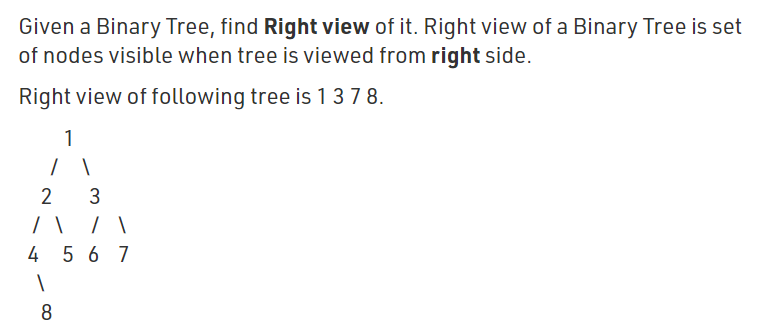 Given a Binary Tree, find Right view of it. Right view of a Binary Tree is set
of nodes visible when tree is viewed from right side.
Right view of following tree is 1 3 7 8.
1
/ \
2 3
/ \ / \
4 5 6 7
\
8